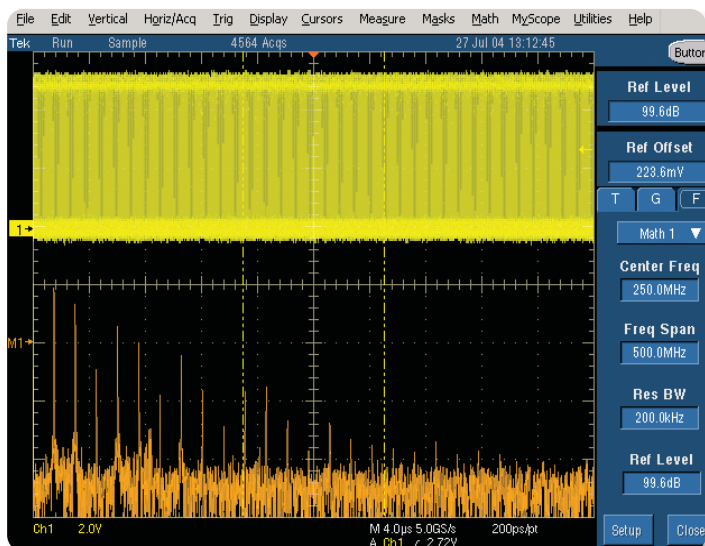 File Edit Vertical Horiz/Acq Trig Display Cursors Measure Masks Math MyScope Utilities Help
Tek Run Sample 4564 Acqs 27 Jul 04 13:12:45
Button
Ref Level
99.6dB
Ref Offset
223.6mV
T G F
1
Math 1
Center Freq
250.0MHz
M1
Freq Span
500.0MHz
Res BW
200.0kHz
Ref Level
99.6dB
Ch1 2.0V M 4.0µs 5.0GS/s 200ps/pt
A Ch1 2.72V
Setup Close